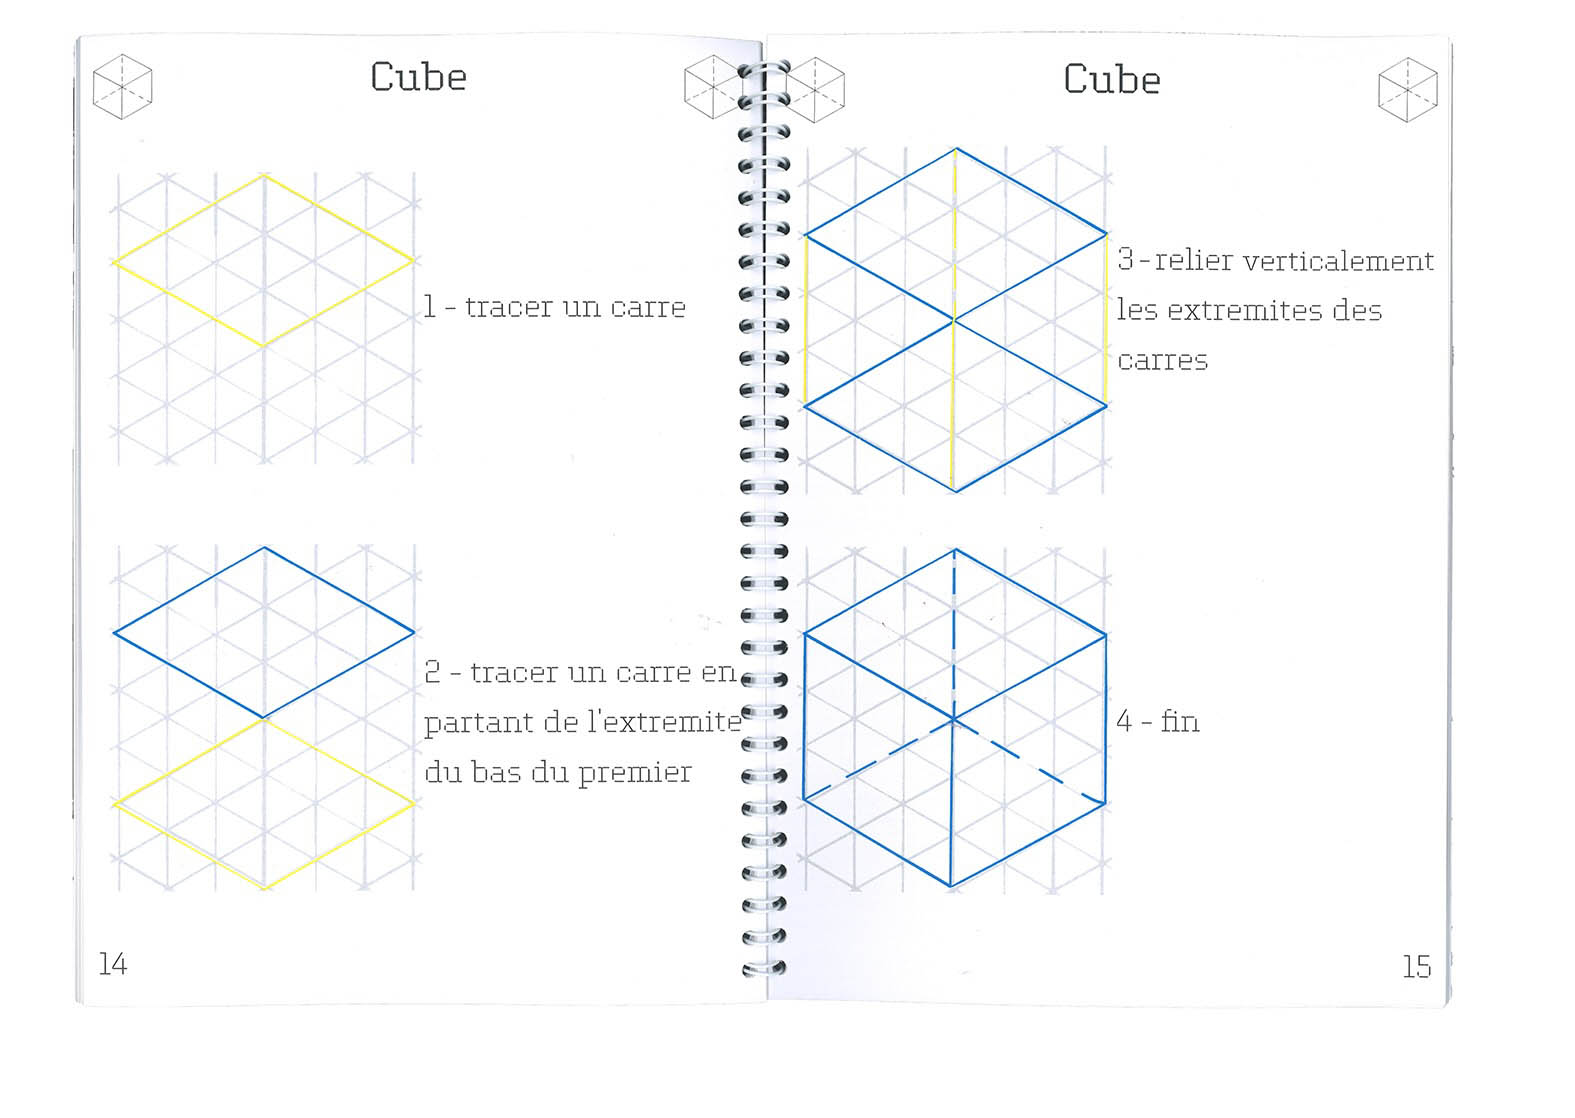 Cube
1 - tracer un carre
2 - tracer un carre en
partant de l'extremite
du bas du premier
14
Cube
3 - relier verticalement
les extremites des
carres
4 - fin
15